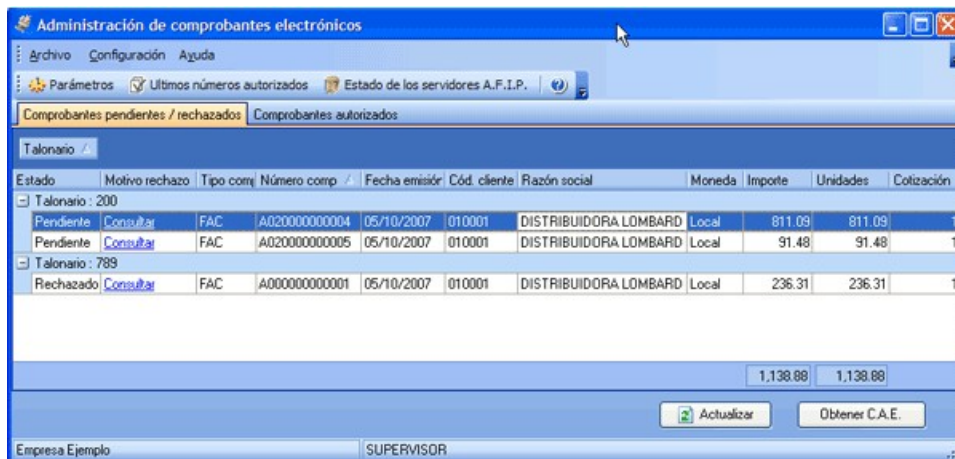 Administración de comprobantes electrónicos
Archivo Configuración Ayuda
Parámetros Ultimos números autorizados Estado de los servidores A.F.I.P.
Comprobantes pendientes / rechazados Comprobantes autorizados
Talonario
Estado Motivo rechazo Tipo com Número comp Fecha emisión Cód. cliente Razón social Moneda Importe Unidades Cotización
Talonario : 200
Pendiente Consultar FAC A020000000004 05/10/2007 010001 DISTRIBUIDORA LOMBARD Local 811.09 811.09 1
Pendiente Consultar FAC A020000000005 05/10/2007 010001 DISTRIBUIDORA LOMBARD Local 91.48 91.48 1
Talonario : 789
Rechazado Consultar FAC A000000000001 05/10/2007 010001 DISTRIBUIDORA LOMBARD Local 236.31 236.31 1
1,138.88 1,138.88
Actualizar Obtener C.A.E.
Empresa Ejemplo SUPERVISOR